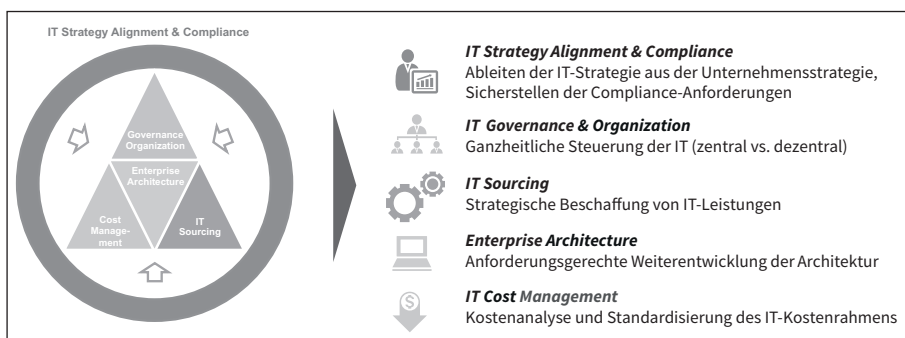 IT Strategy Alignment & Compliance
Governance
Organization
Enterprise
Architecture
Cost
Manage-
ment
IT
Sourcing
IT Strategy Alignment & Compliance
Ableiten der IT-Strategie aus der Unternehmensstrategie,
Sicherstellen der Compliance-Anforderungen
IT Governance & Organization
Ganzheitliche Steuerung der IT (zentral vs. dezentral)
IT Sourcing
Strategische Beschaffung von IT-Leistungen
Enterprise Architecture
Anforderungsgerechte Weiterentwicklung der Architektur
$
IT Cost Management
Kostenanalyse und Standardisierung des IT-Kostenrahmens